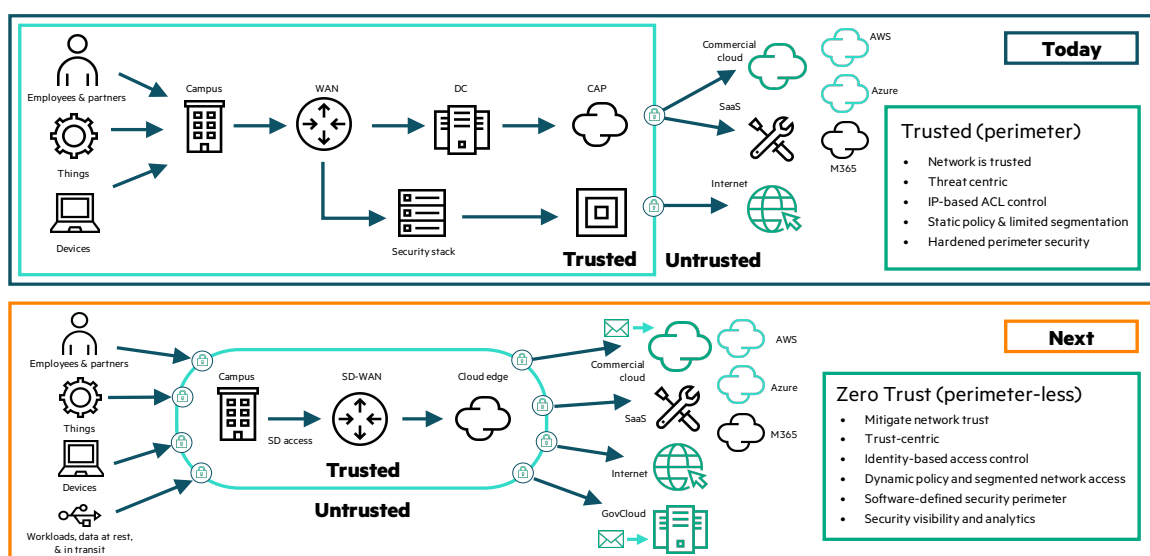 Today
Employees & partners
Things
Devices
Campus
WAN
DC
CAP
Security stack
Trusted
Untrusted
Commercial
cloud
SaaS
Internet
AWS
Azure
M365
Trusted (perimeter)
• Network is trusted
• Threat centric
• IP-based ACL control
• Static policy & limited segmentation
• Hardened perimeter security
Next
Employees & partners
Things
Devices
Workloads, data at rest,
& in transit
Campus
SD access
SD-WAN
Cloud edge
Trusted
Untrusted
Commercial
cloud
SaaS
Internet
GovCloud
AWS
Azure
M365
Zero Trust (perimeter-less)
• Mitigate network trust
• Trust-centric
• Identity-based access control
• Dynamic policy and segmented network access
• Software-defined security perimeter
• Security visibility and analytics